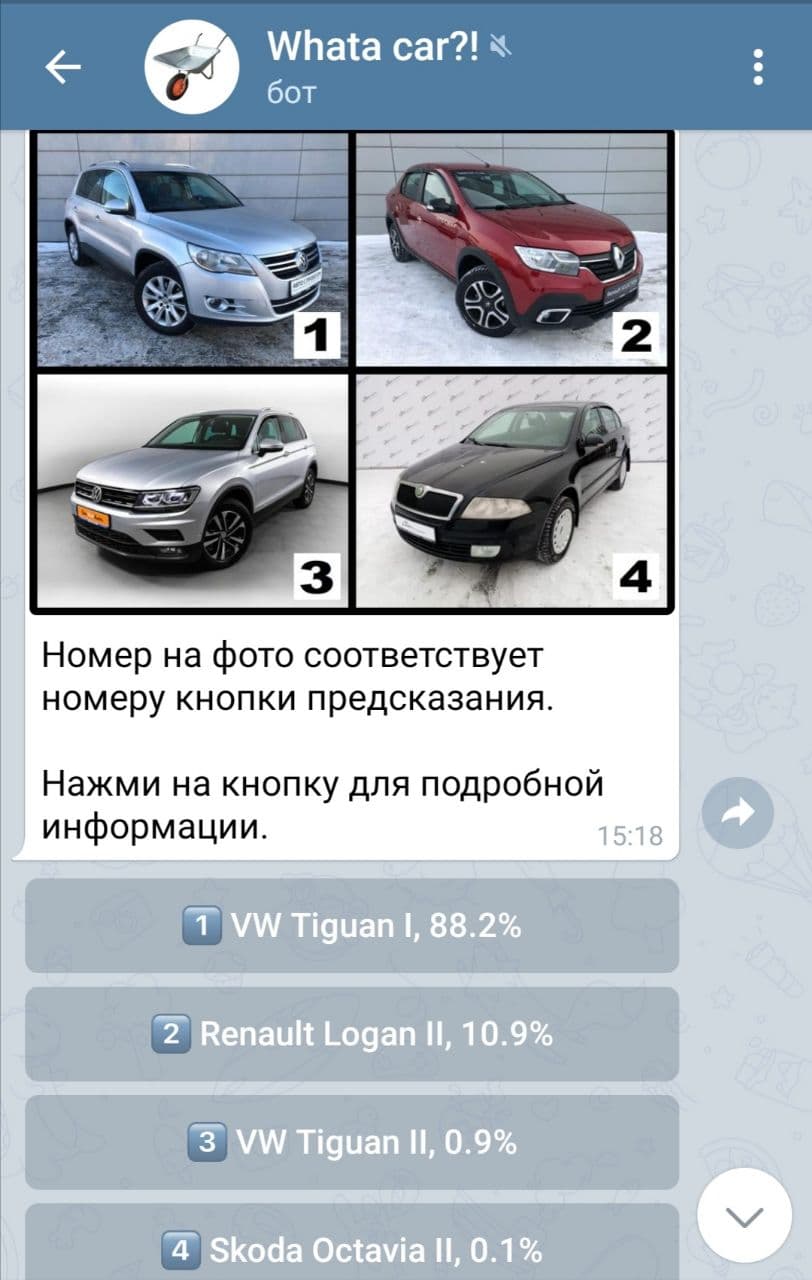 Whata car?!
бот
1
2
3
4
Номер на фото соответствует
номеру кнопки предсказания.
Нажми на кнопку для подробной
информации.
15:18
1 VW Tiguan I, 88.2%
2 Renault Logan II, 10.9%
3 VW Tiguan II, 0.9%
4 Skoda Octavia II, 0.1%